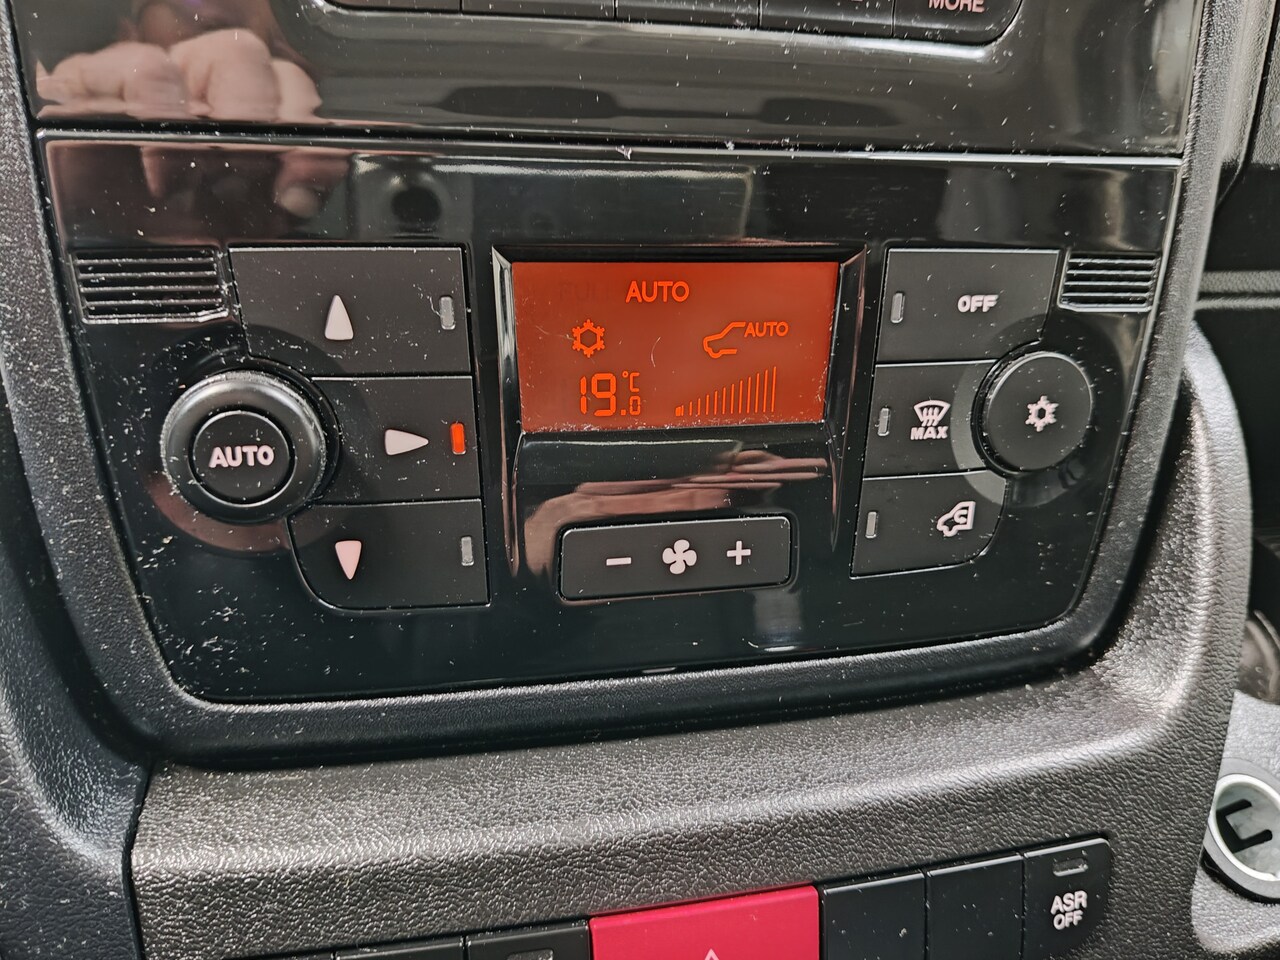 MORE
AUTO
AUTO
19.0 °C
OFF
MAX
AUTO
− +
ASR
OFF